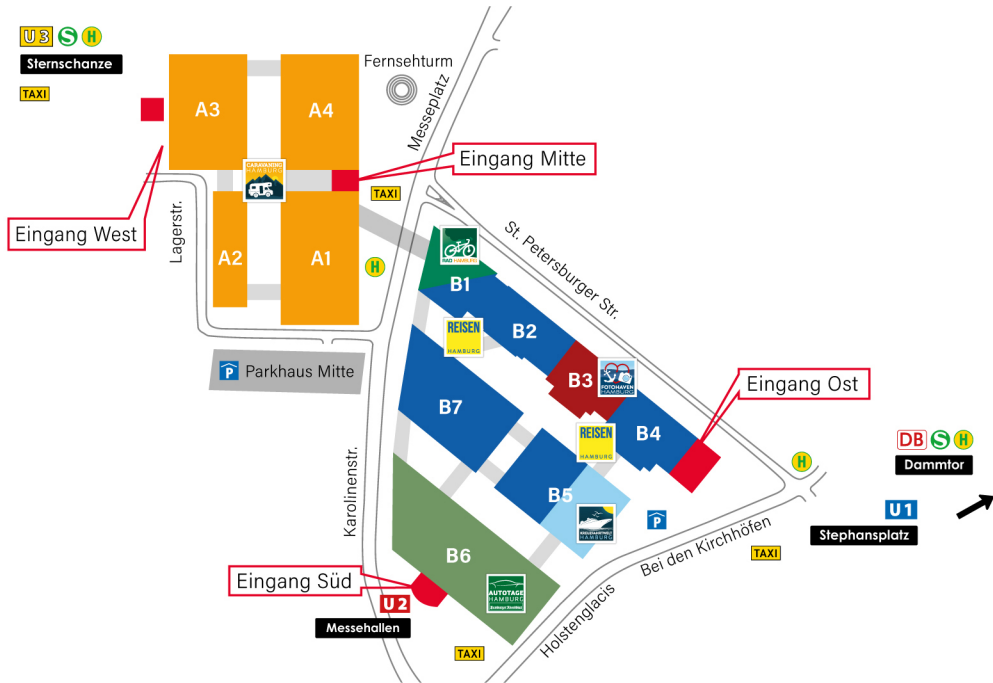 U3 S H
Sternschanze
TAXI
A3
A4
Fernsehturm
Messeplatz
CARAVANING
HAMBURG
Eingang Mitte
TAXI
Eingang West
Lagerstr.
A2
A1
H
St. Petersburger Str.
RAD HAMBURG
B1
B2
REISEN
HAMBURG
B3
FOTOHAVEN
HAMBURG
Eingang Ost
P Parkhaus Mitte
B7
REISEN
HAMBURG
B4
H
DB S H
Dammtor
U1
Stephansplatz
Karolinenstr.
B5
KREUZFAHRTWELT
HAMBURG
P
Bei den Kirchhöfen
TAXI
B6
AUTOTAGE
HAMBURG
Eingang Süd
U2
Messehallen
TAXI
Holstenglacis